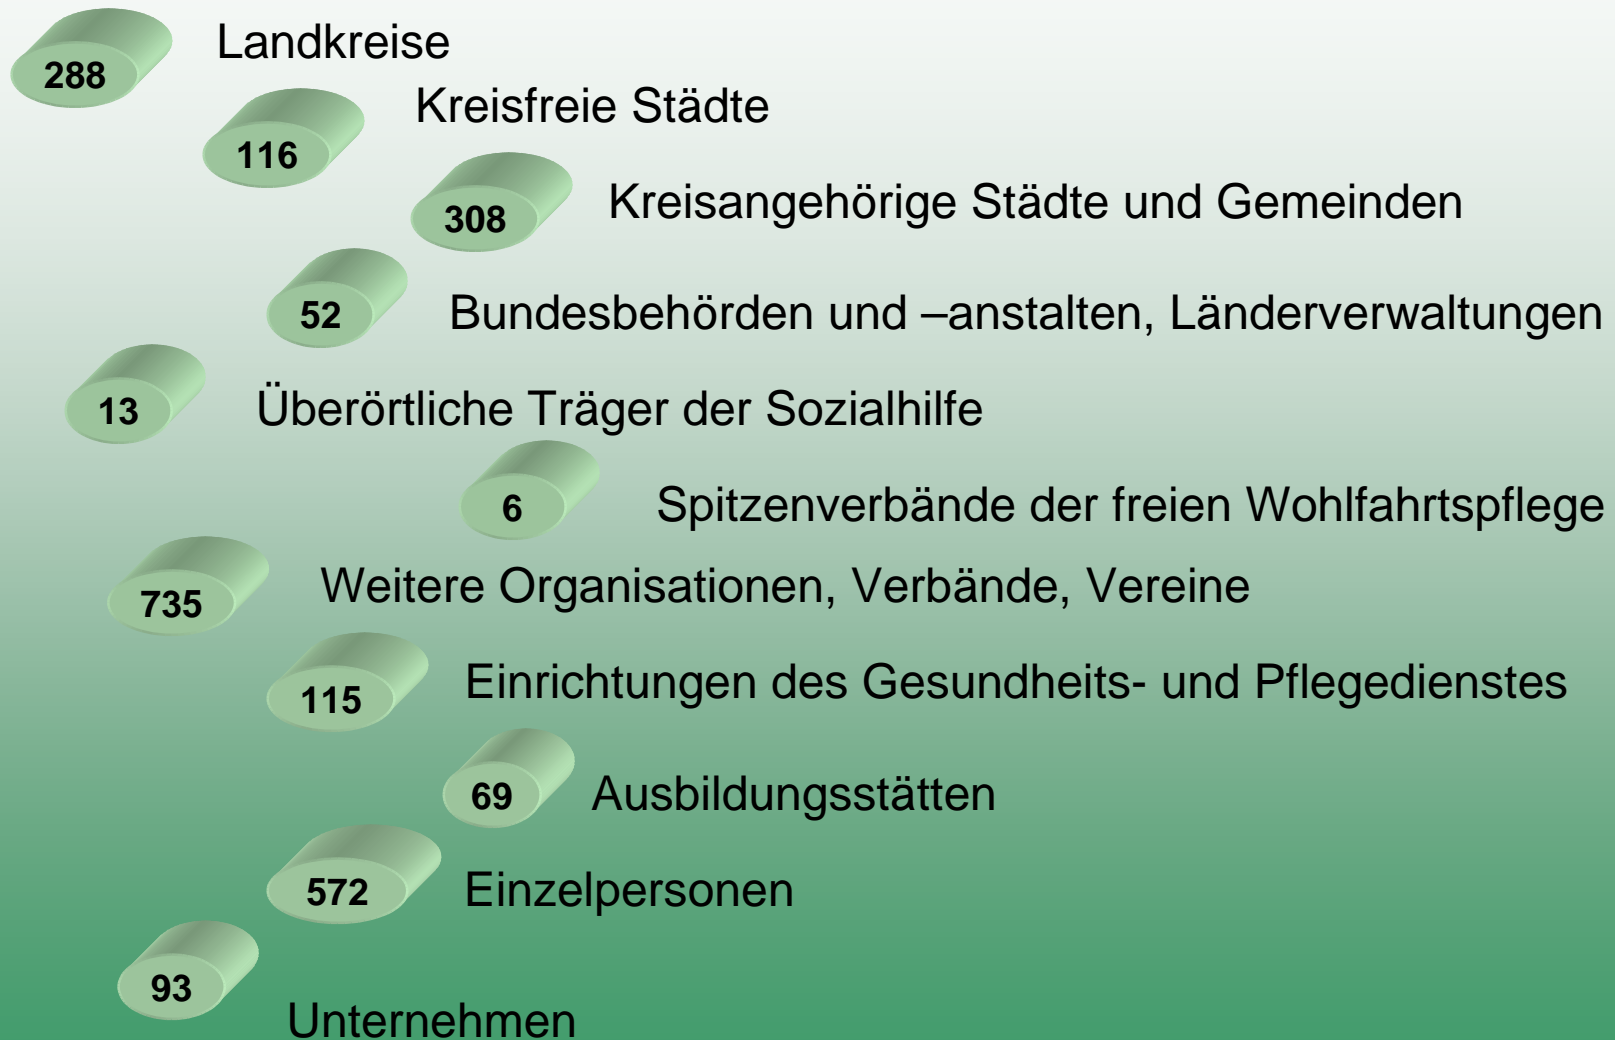 288 Landkreise
116 Kreisfreie Städte
308 Kreisangehörige Städte und Gemeinden
52 Bundesbehörden und –anstalten, Länderverwaltungen
13 Überörtliche Träger der Sozialhilfe
6 Spitzenverbände der freien Wohlfahrtspflege
735 Weitere Organisationen, Verbände, Vereine
115 Einrichtungen des Gesundheits- und Pflegedienstes
69 Ausbildungsstätten
572 Einzelpersonen
93 Unternehmen